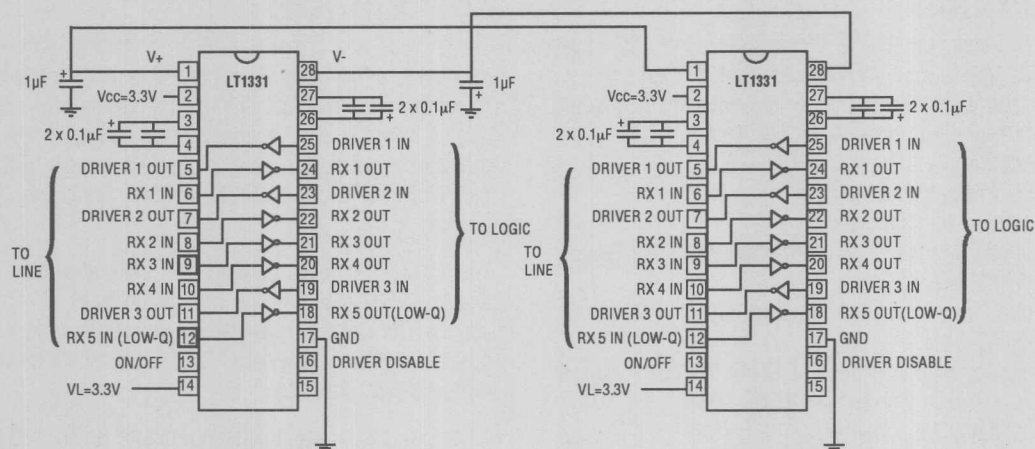 V+
V-
1µF
+
LT1331
1
28
2
27
3
26
4
25
5
24
6
23
7
22
8
21
9
20
10
19
11
18
12
17
13
16
14
15
1µF
+
Vcc=3.3V
+
2 x 0.1µF
2 x 0.1µF
+
DRIVER 1 OUT
RX 1 IN
DRIVER 2 OUT
RX 2 IN
RX 3 IN
RX 4 IN
DRIVER 3 OUT
RX 5 IN (LOW-Q)
ON/OFF
VL=3.3V
TO
LINE
DRIVER 1 IN
RX 1 OUT
DRIVER 2 IN
RX 2 OUT
RX 3 OUT
RX 4 OUT
DRIVER 3 IN
RX 5 OUT(LOW-Q)
GND
DRIVER DISABLE
TO LOGIC
LT1331
1
28
2
27
3
26
4
25
5
24
6
23
7
22
8
21
9
20
10
19
11
18
12
17
13
16
14
15
Vcc=3.3V
+
2 x 0.1µF
2 x 0.1µF
+
DRIVER 1 OUT
RX 1 IN
DRIVER 2 OUT
RX 2 IN
RX 3 IN
RX 4 IN
DRIVER 3 OUT
RX 5 IN (LOW-Q)
ON/OFF
VL=3.3V
TO
LINE
DRIVER 1 IN
RX 1 OUT
DRIVER 2 IN
RX 2 OUT
RX 3 OUT
RX 4 OUT
DRIVER 3 IN
RX 5 OUT(LOW-Q)
GND
DRIVER DISABLE
TO LOGIC